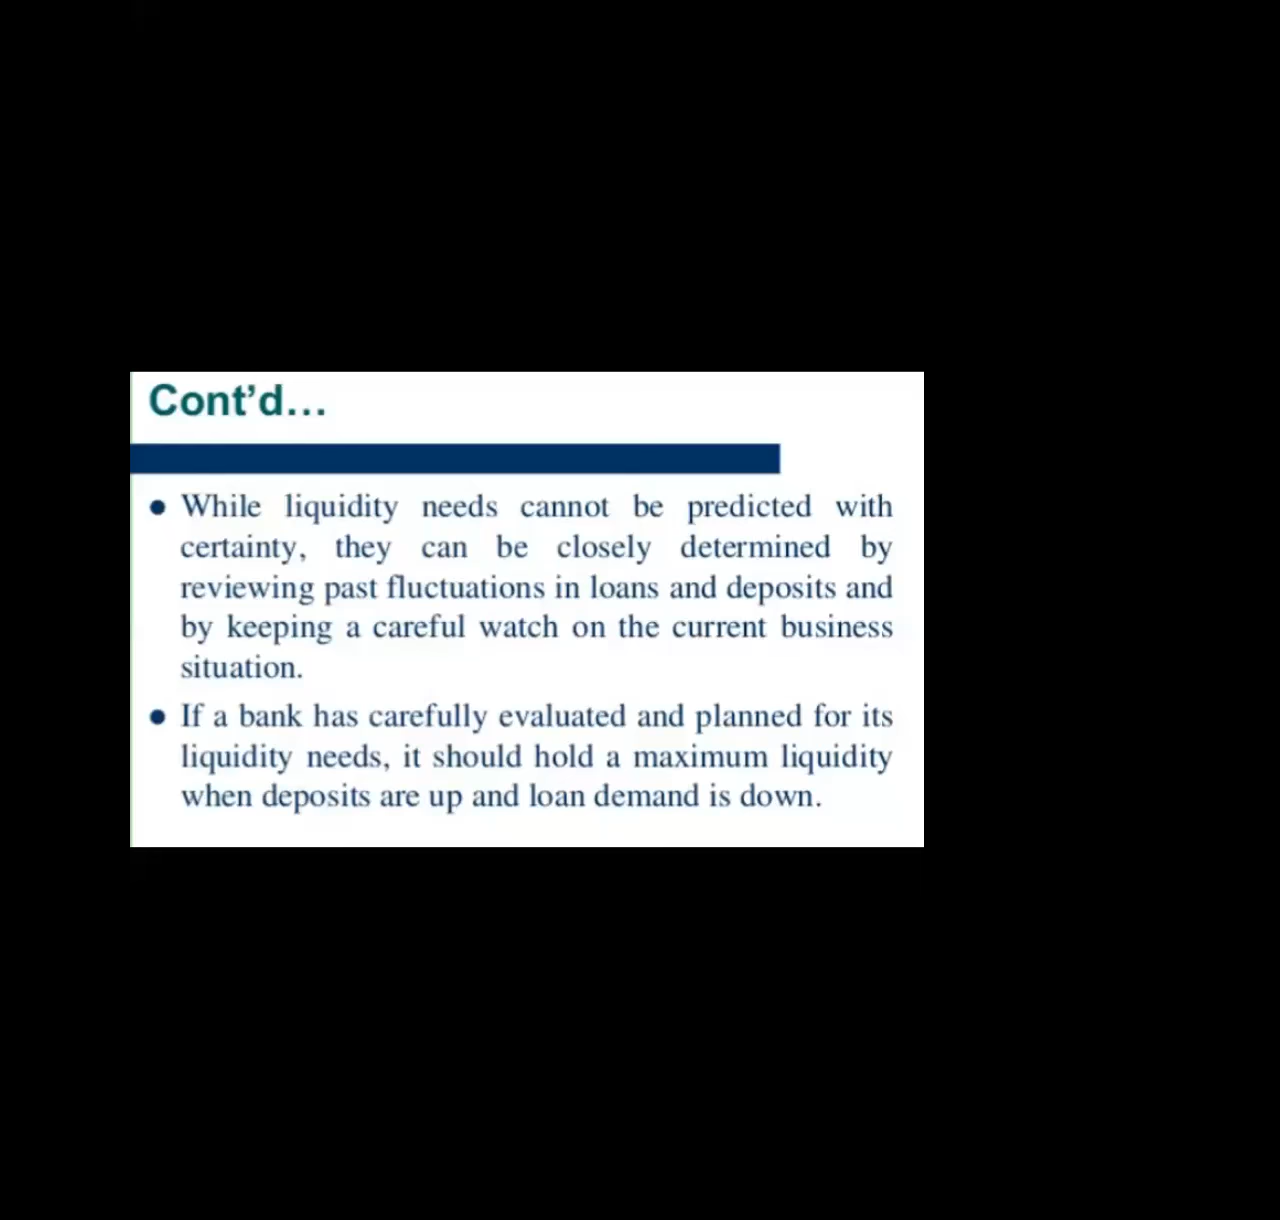 Cont’d…
● While liquidity needs cannot be predicted with
certainty, they can be closely determined by
reviewing past fluctuations in loans and deposits and
by keeping a careful watch on the current business
situation.
● If a bank has carefully evaluated and planned for its
liquidity needs, it should hold a maximum liquidity
when deposits are up and loan demand is down.